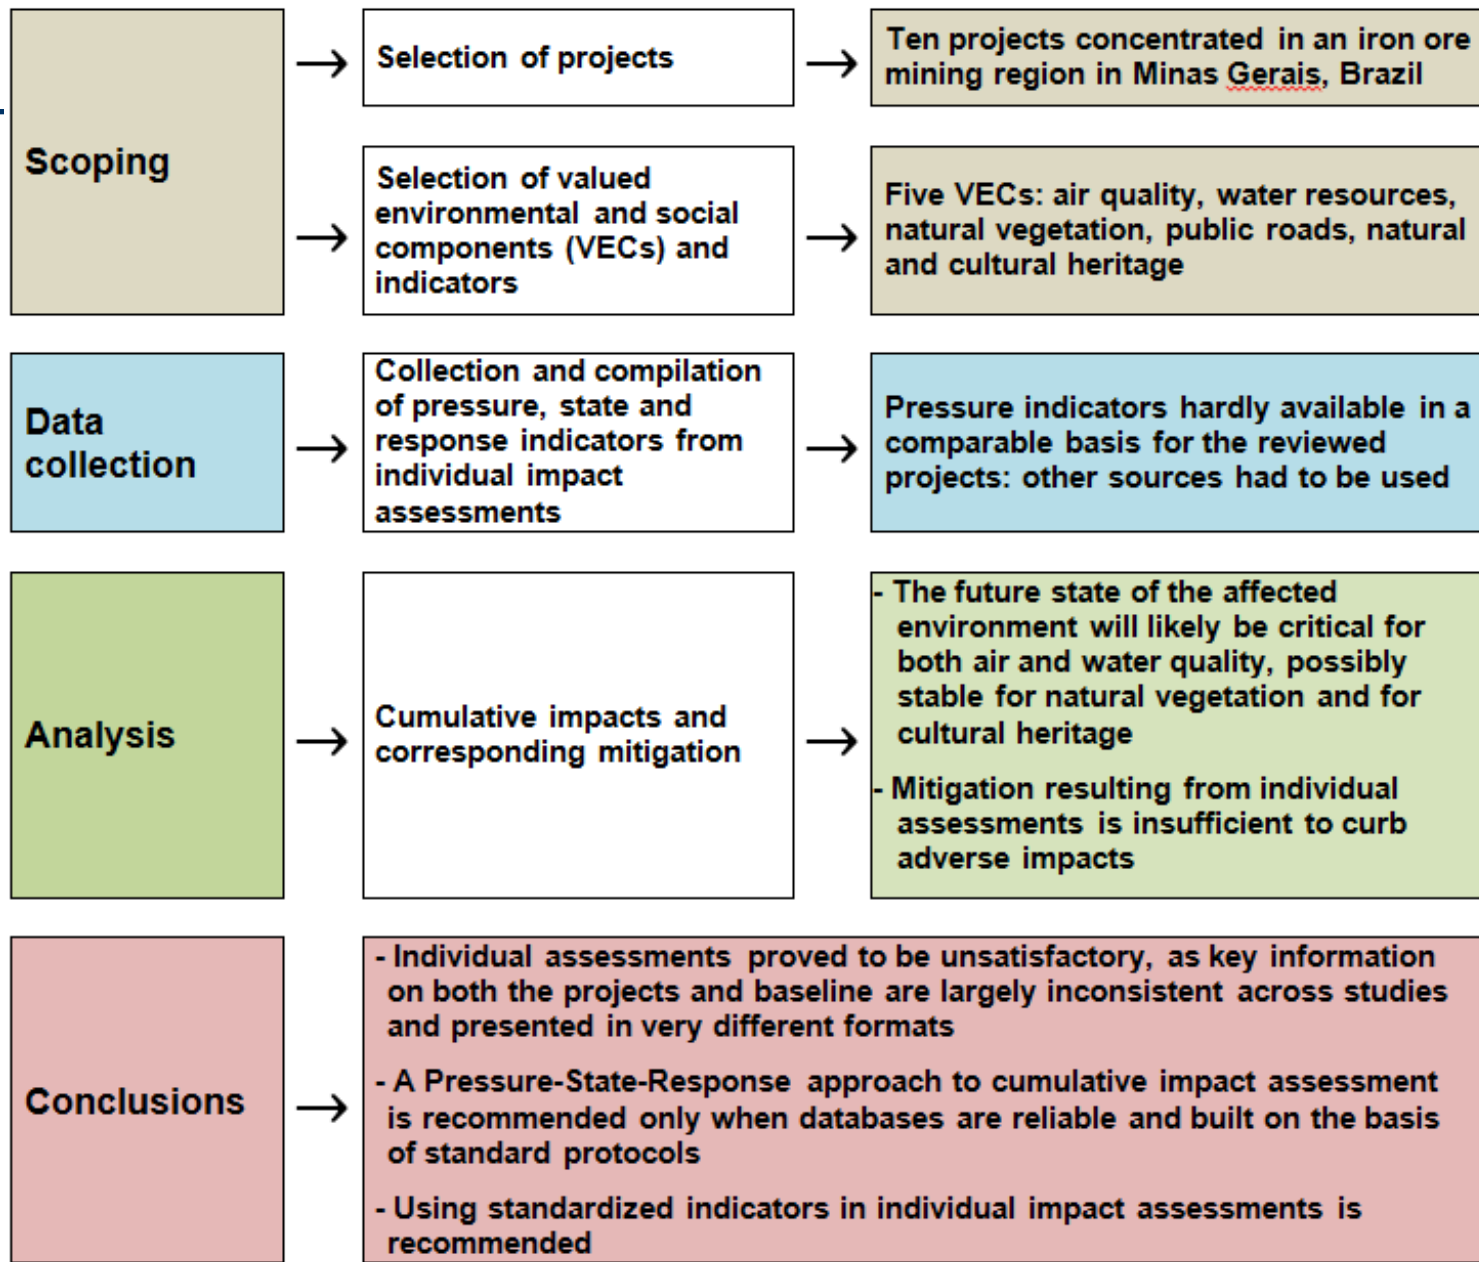 Scoping
→
Selection of projects
→
Ten projects concentrated in an iron ore
mining region in Minas Gerais, Brazil
→
Selection of valued
environmental and social
components (VECs) and
indicators
→
Five VECs: air quality, water resources,
natural vegetation, public roads, natural
and cultural heritage
Data
collection
→
Collection and compilation
of pressure, state and
response indicators from
individual impact
assessments
→
Pressure indicators hardly available in a
comparable basis for the reviewed
projects: other sources had to be used
Analysis
→
Cumulative impacts and
corresponding mitigation
→
- The future state of the affected
environment will likely be critical for
both air and water quality, possibly
stable for natural vegetation and for
cultural heritage
- Mitigation resulting from individual
assessments is insufficient to curb
adverse impacts
Conclusions
→
- Individual assessments proved to be unsatisfactory, as key information
on both the projects and baseline are largely inconsistent across studies
and presented in very different formats
- A Pressure-State-Response approach to cumulative impact assessment
is recommended only when databases are reliable and built on the basis
of standard protocols
- Using standardized indicators in individual impact assessments is
recommended